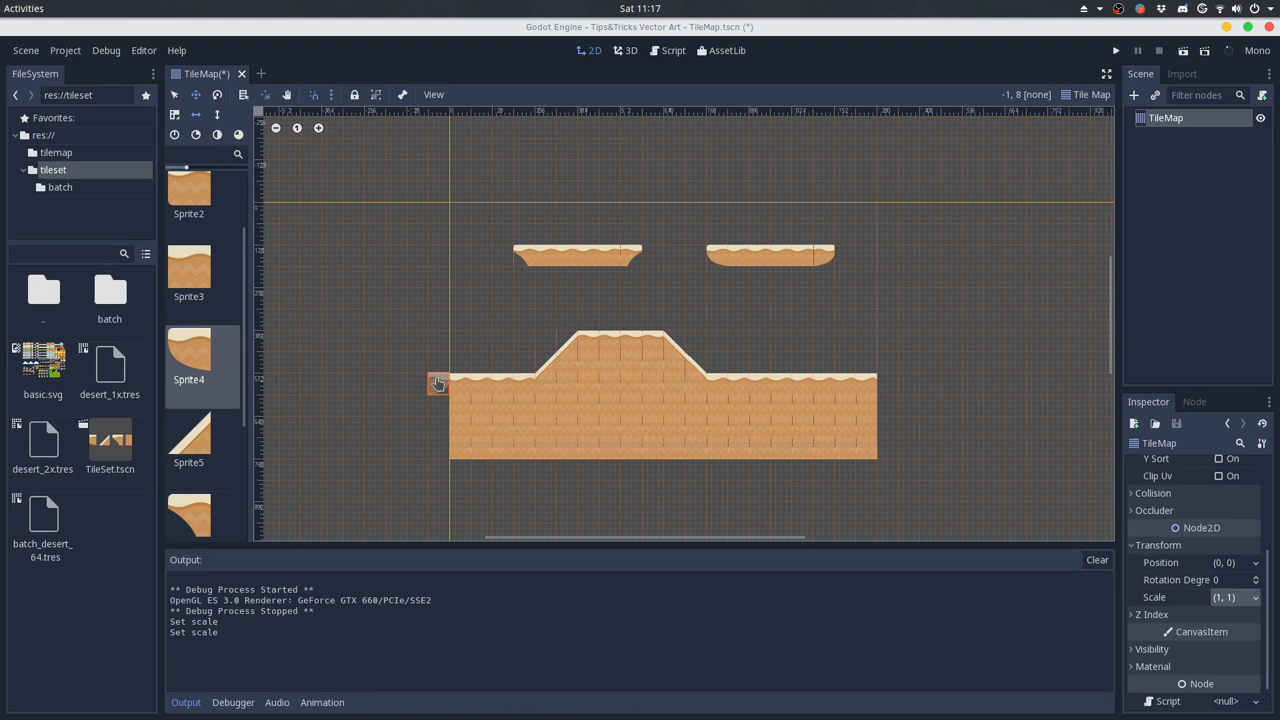 Activities
Sat 11:17
Godot Engine - Tips&Tricks Vector Art - TileMap.tscn (*)
Scene Project Debug Editor Help
2D 3D Script AssetLib
Mono
FileSystem
TileMap(*)
Scene Import
res://tileset
View
-1, 8 [none]
Tile Map
Filter nodes
Favorites:
res://
tilemap
tileset
batch
TileMap
Sprite2
Sprite3
Sprite4
Sprite5
..
batch
basic.svg
desert_1x.tres
desert_2x.tres
TileSet.tscn
batch_desert_
64.tres
Inspector Node
TileMap
Y Sort On
Clip Uv On
Collision
Occluder
Node2D
Transform
Position (0, 0)
Rotation Degre 0
Scale (1, 1)
Z Index
CanvasItem
Visibility
Material
Node
Script <null>
Output:
Clear
** Debug Process Started **
OpenGL ES 3.0 Renderer: GeForce GTX 660/PCIe/SSE2
** Debug Process Stopped **
Set scale
Set scale
Output Debugger Audio Animation